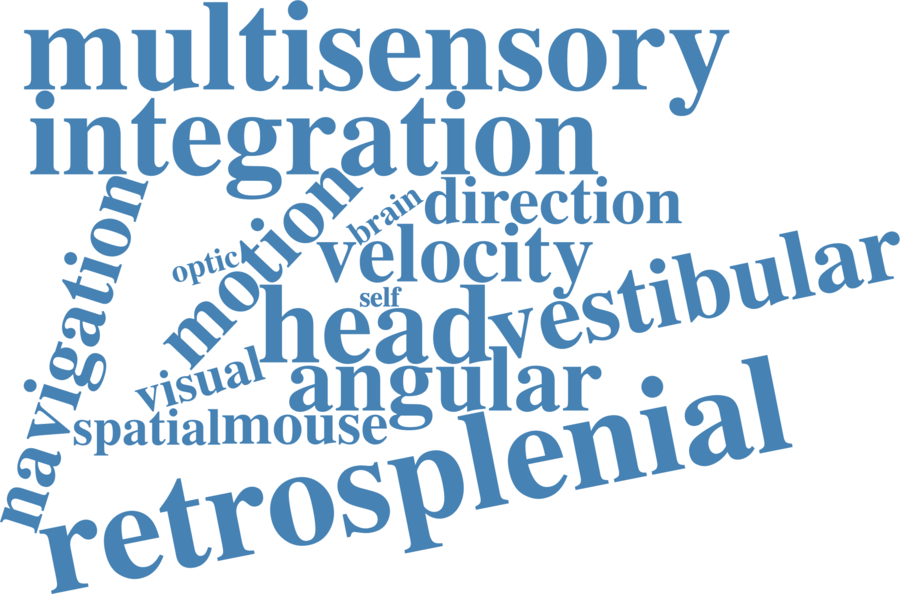 multisensory
integration
navigation
motion
brain
direction
optic
velocity
self
head
vestibular
visual
angular
spatial
mouse
retrosplenial